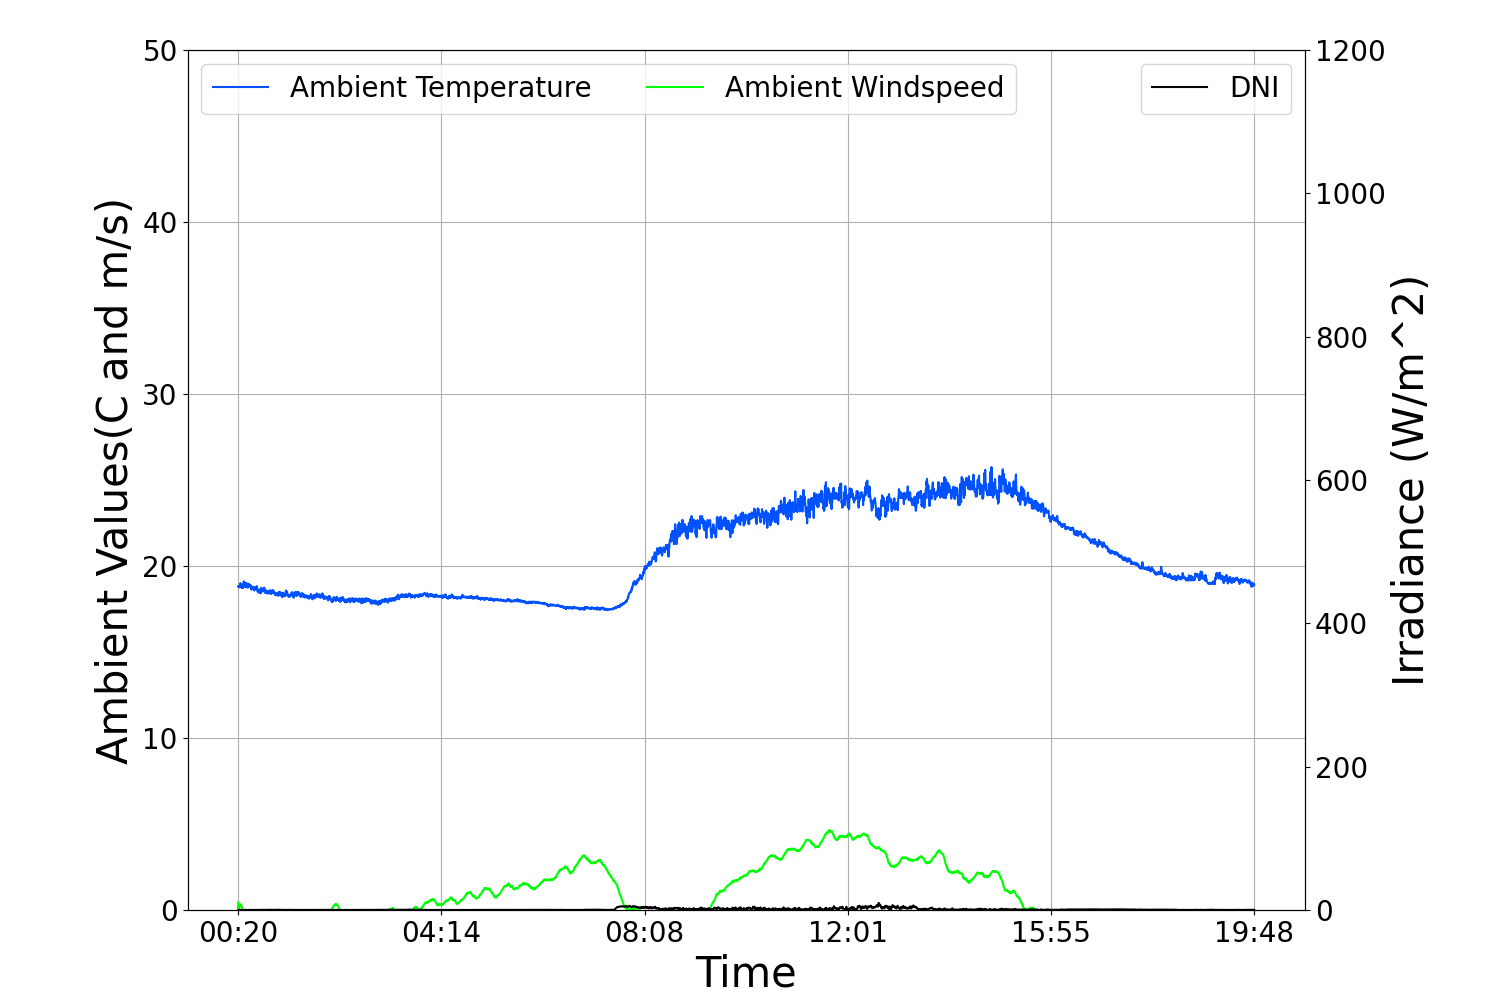 Ambient Temperature
Ambient Windspeed
DNI
50
40
30
20
10
0
Ambient Values(C and m/s)
1200
1000
800
600
400
200
0
Irradiance (W/m^2)
00:20 04:14 08:08 12:01 15:55 19:48
Time